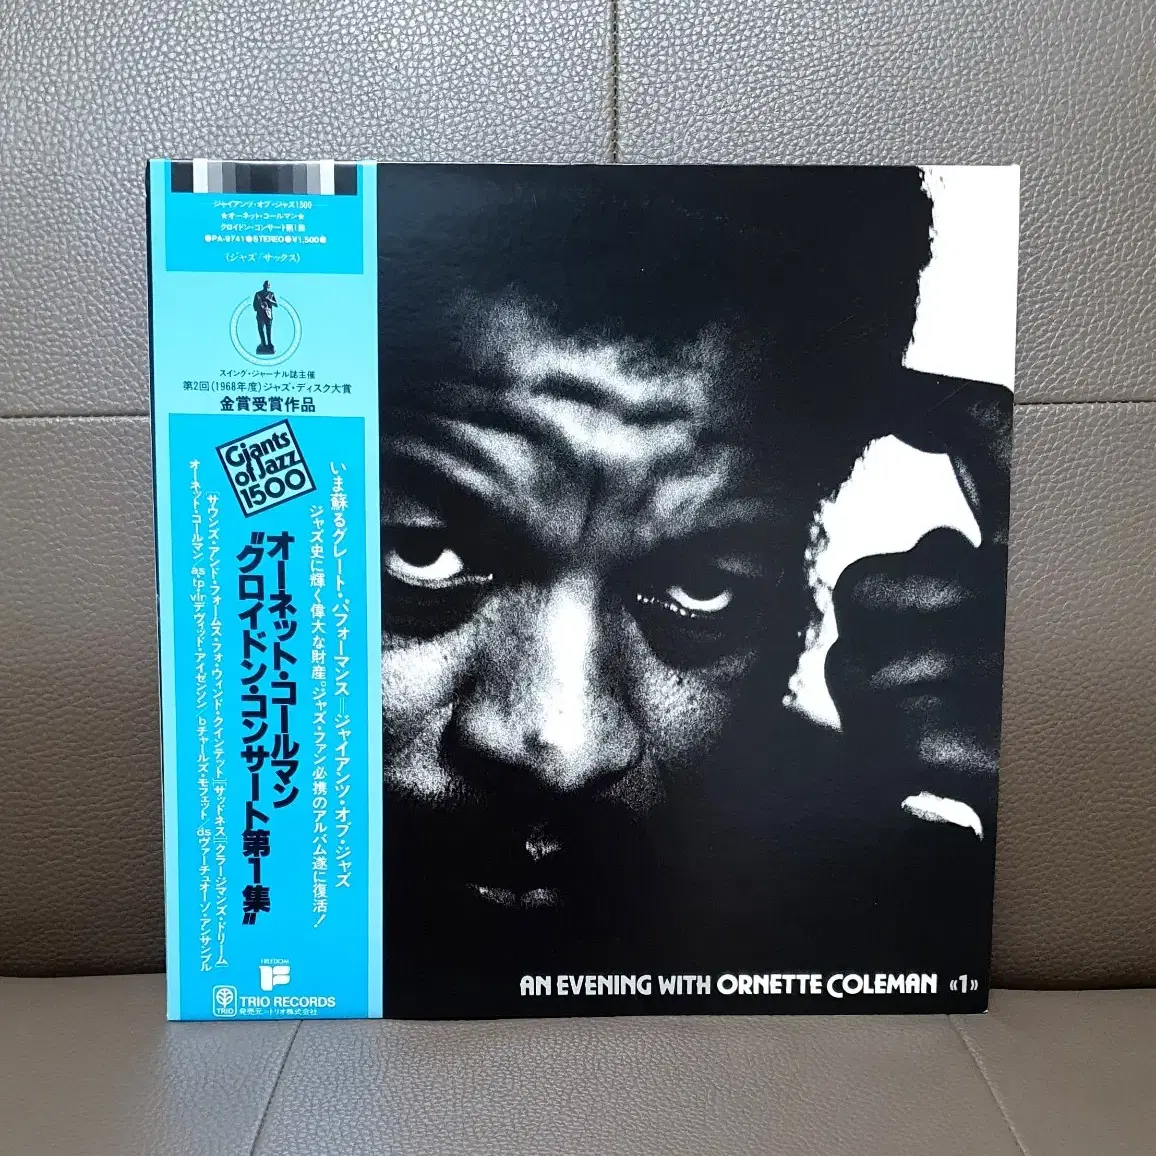 ジャイアンツ・オブ・ジャズ1500
★オーネット・コールマン★
クロイドン・コンサート第1集
●PA-9741●STEREO●¥1,500●
(ジャズ/サックス)
スイング・ジャーナル誌主催
第2回(1968年度)ジャズ・ディスク大賞
金賞受賞作品
Giants
of Jazz
1500
いま蘇るグレート・パフォーマンス=ジャイアンツ・オブ・ジャズ
ジャズ史に輝く偉大な財産。ジャズ・ファン必携のアルバム遂に復活!
オーネット・コールマン
"クロイドン・コンサート第1集"
[サウンズ・アンド・フォームス・フォ・ウィンド・クインテット][サッドネス][クラージマンズ・ドリーム]
オーネット・コールマン/as・tp・vlnデヴィッド・アイゼンソン/bチャールズ・モフェット/dsヴァーチュオーソ・アンサンブル
FREEDOM
TRIO
TRIO RECORDS
発売元=トリオ株式会社
AN EVENING WITH ORNETTE COLEMAN «1»